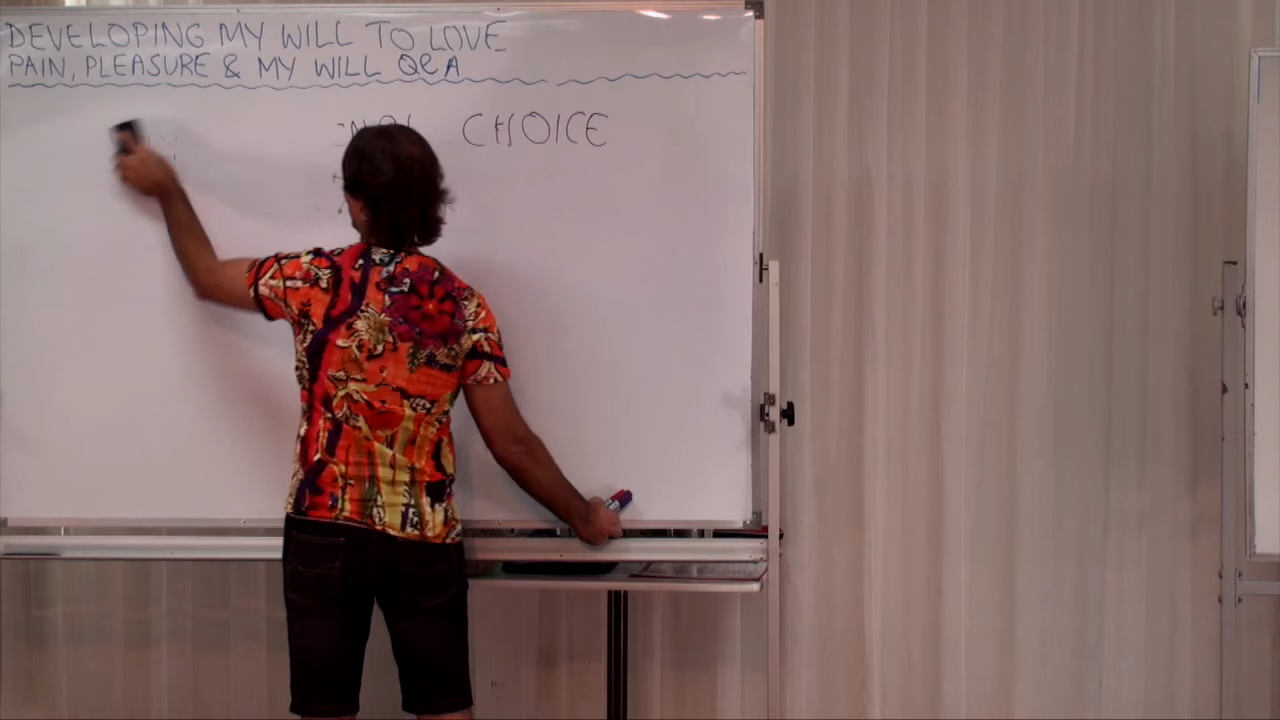 DEVELOPING MY WILL TO LOVE
PAIN, PLEASURE & MY WILL Q&A
CHOICE